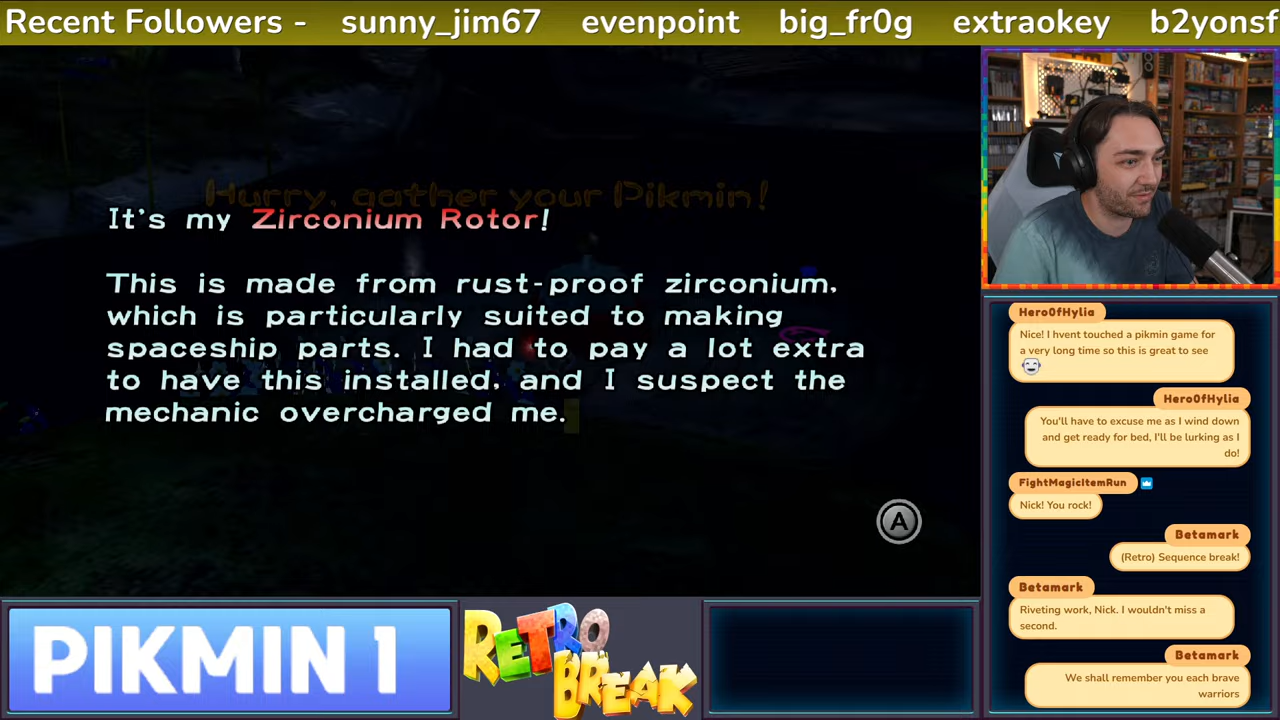 Recent Followers - sunny_jim67 evenpoint big_fr0g extraokey b2yonsf
Hurry, gather your Pikmin!
It's my Zirconium Rotor!
This is made from rust-proof zirconium,
which is particularly suited to making
spaceship parts. I had to pay a lot extra
to have this installed, and I suspect the
mechanic overcharged me.
A
HeroOfHylia
Nice! I hvent touched a pikmin game for
a very long time so this is great to see
HeroOfHylia
You'll have to excuse me as I wind down
and get ready for bed, I'll be lurking as I
do!
FightMagicItemRun
Nick! You rock!
Betamark
(Retro) Sequence break!
Betamark
Riveting work, Nick. I wouldn't miss a
second.
Betamark
We shall remember you each brave
warriors
PIKMIN 1
RETRO
BREAK